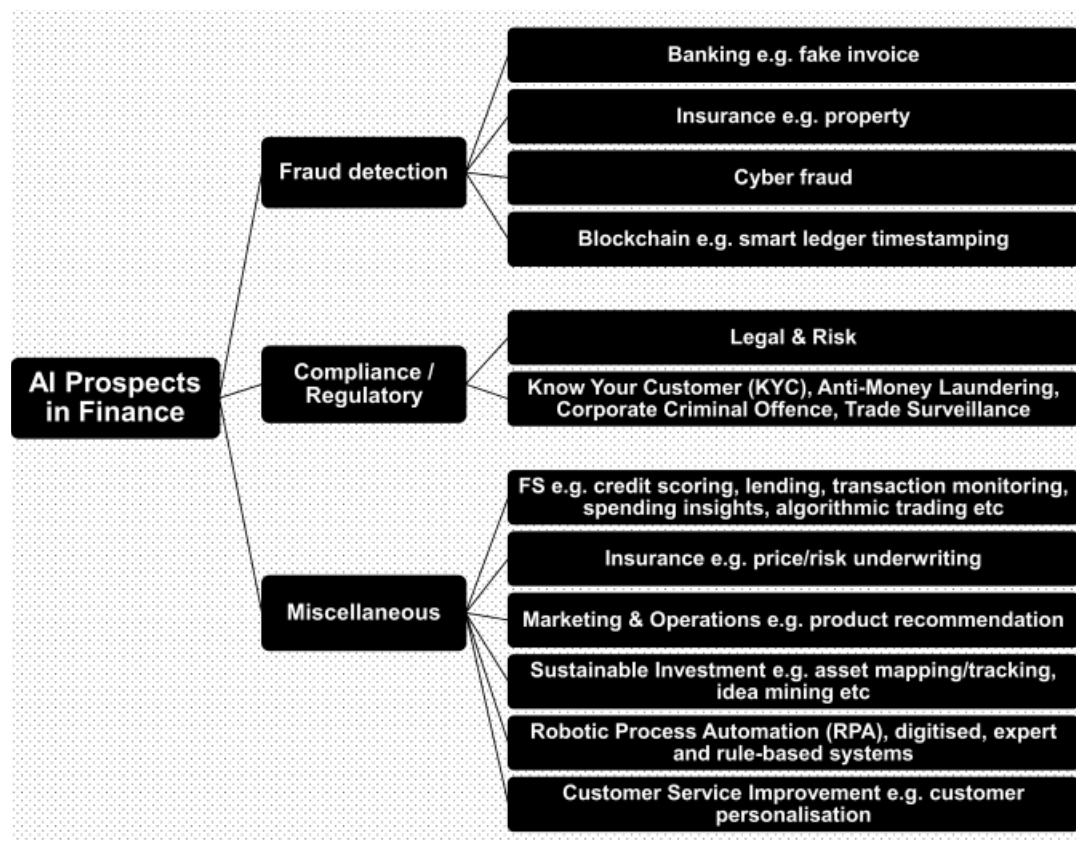 Banking e.g. fake invoice
Insurance e.g. property
Fraud detection
Cyber fraud
Blockchain e.g. smart ledger timestamping
Legal & Risk
AI Prospects
in Finance
Compliance /
Regulatory
Know Your Customer (KYC), Anti-Money Laundering,
Corporate Criminal Offence, Trade Surveillance
FS e.g. credit scoring, lending, transaction monitoring,
spending insights, algorithmic trading etc
Insurance e.g. price/risk underwriting
Miscellaneous
Marketing & Operations e.g. product recommendation
Sustainable Investment e.g. asset mapping/tracking,
idea mining etc
Robotic Process Automation (RPA), digitised, expert
and rule-based systems
Customer Service Improvement e.g. customer
personalisation